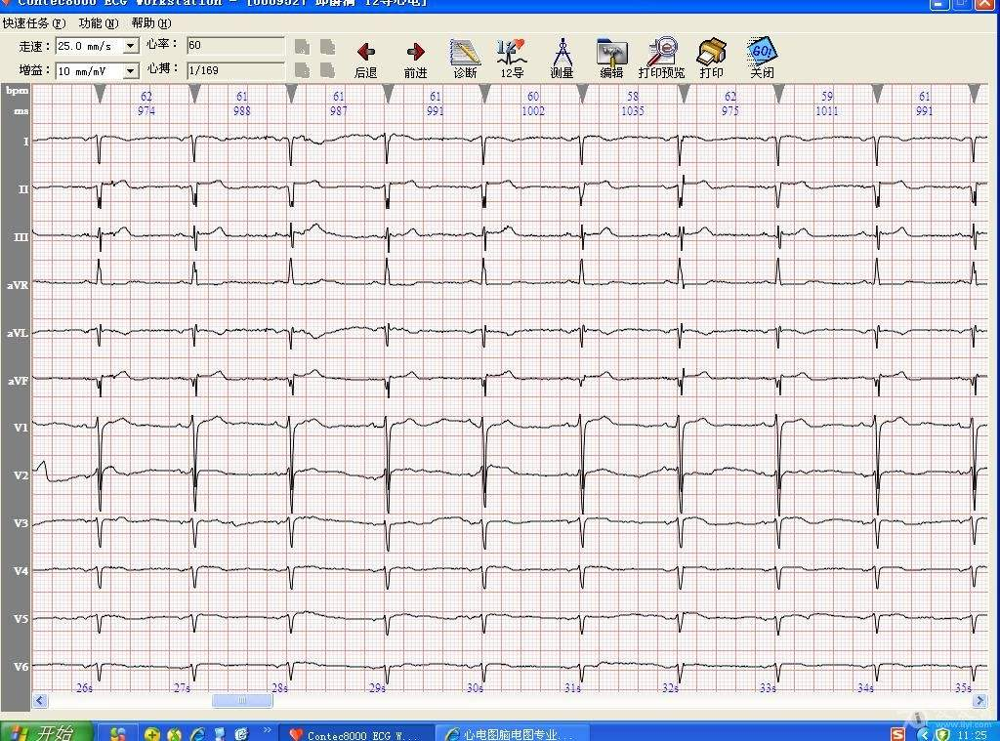 Contec8000 ECG Workstation - [0009527 12导心电]
快速任务(F) 功能(N) 帮助(H)
走速: 25.0 mm/s 心率: 60
增益: 10 mm/mV 心搏: 1/169
后退 前进 诊断 12导 测量 编辑 打印预览 打印 GO! 关闭
bpm 62 61 61 61 60 58 62 59 61
ms 974 988 987 991 1002 1035 975 1011 991
I
II
III
aVR
aVL
aVF
V1
V2
V3
V4
V5
V6
26s 27s 28s 29s 30s 31s 32s 33s 34s 35s
开始 Contec8000 ECG W... 心电图脑电图专业... S 11:25